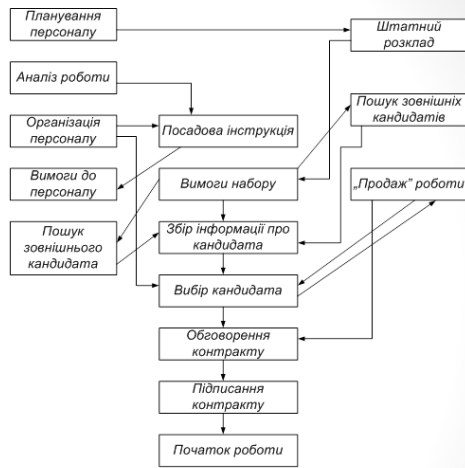 Планування
персоналу
Штатний
розклад
Аналіз роботи
Пошук зовнішніх
кандидатів
Організація
персоналу
Посадова інструкція
Вимоги до
персоналу
Вимоги набору
„Продаж” роботи
Пошук
зовнішнього
кандидата
Збір інформації про
кандидата
Вибір кандидата
Обговорення
контракту
Підписання
контракту
Початок роботи